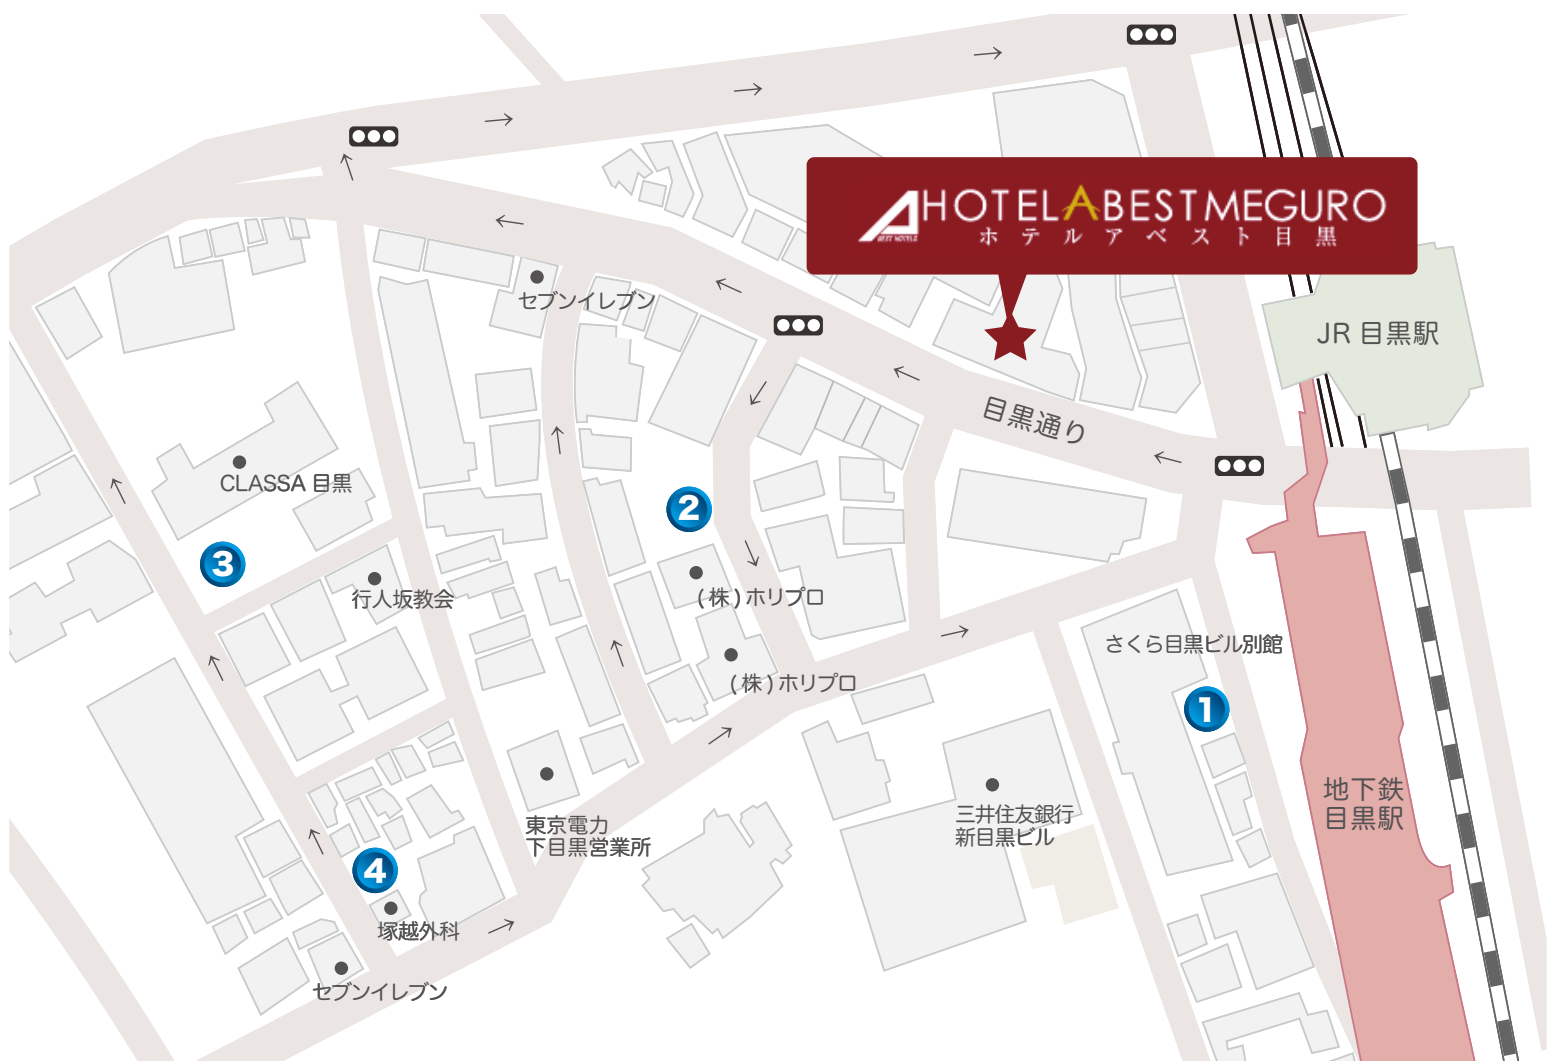 HOTEL ABEST MEGURO
BEST HOTELS
ホテルアベスト目黒
セブンイレブン
JR 目黒駅
目黒通り
CLASSA 目黒
3
2
行人坂教会
(株)ホリプロ
(株)ホリプロ
さくら目黒ビル別館
1
東京電力
下目黒営業所
三井住友銀行
新目黒ビル
地下鉄
目黒駅
4
塚越外科
セブンイレブン